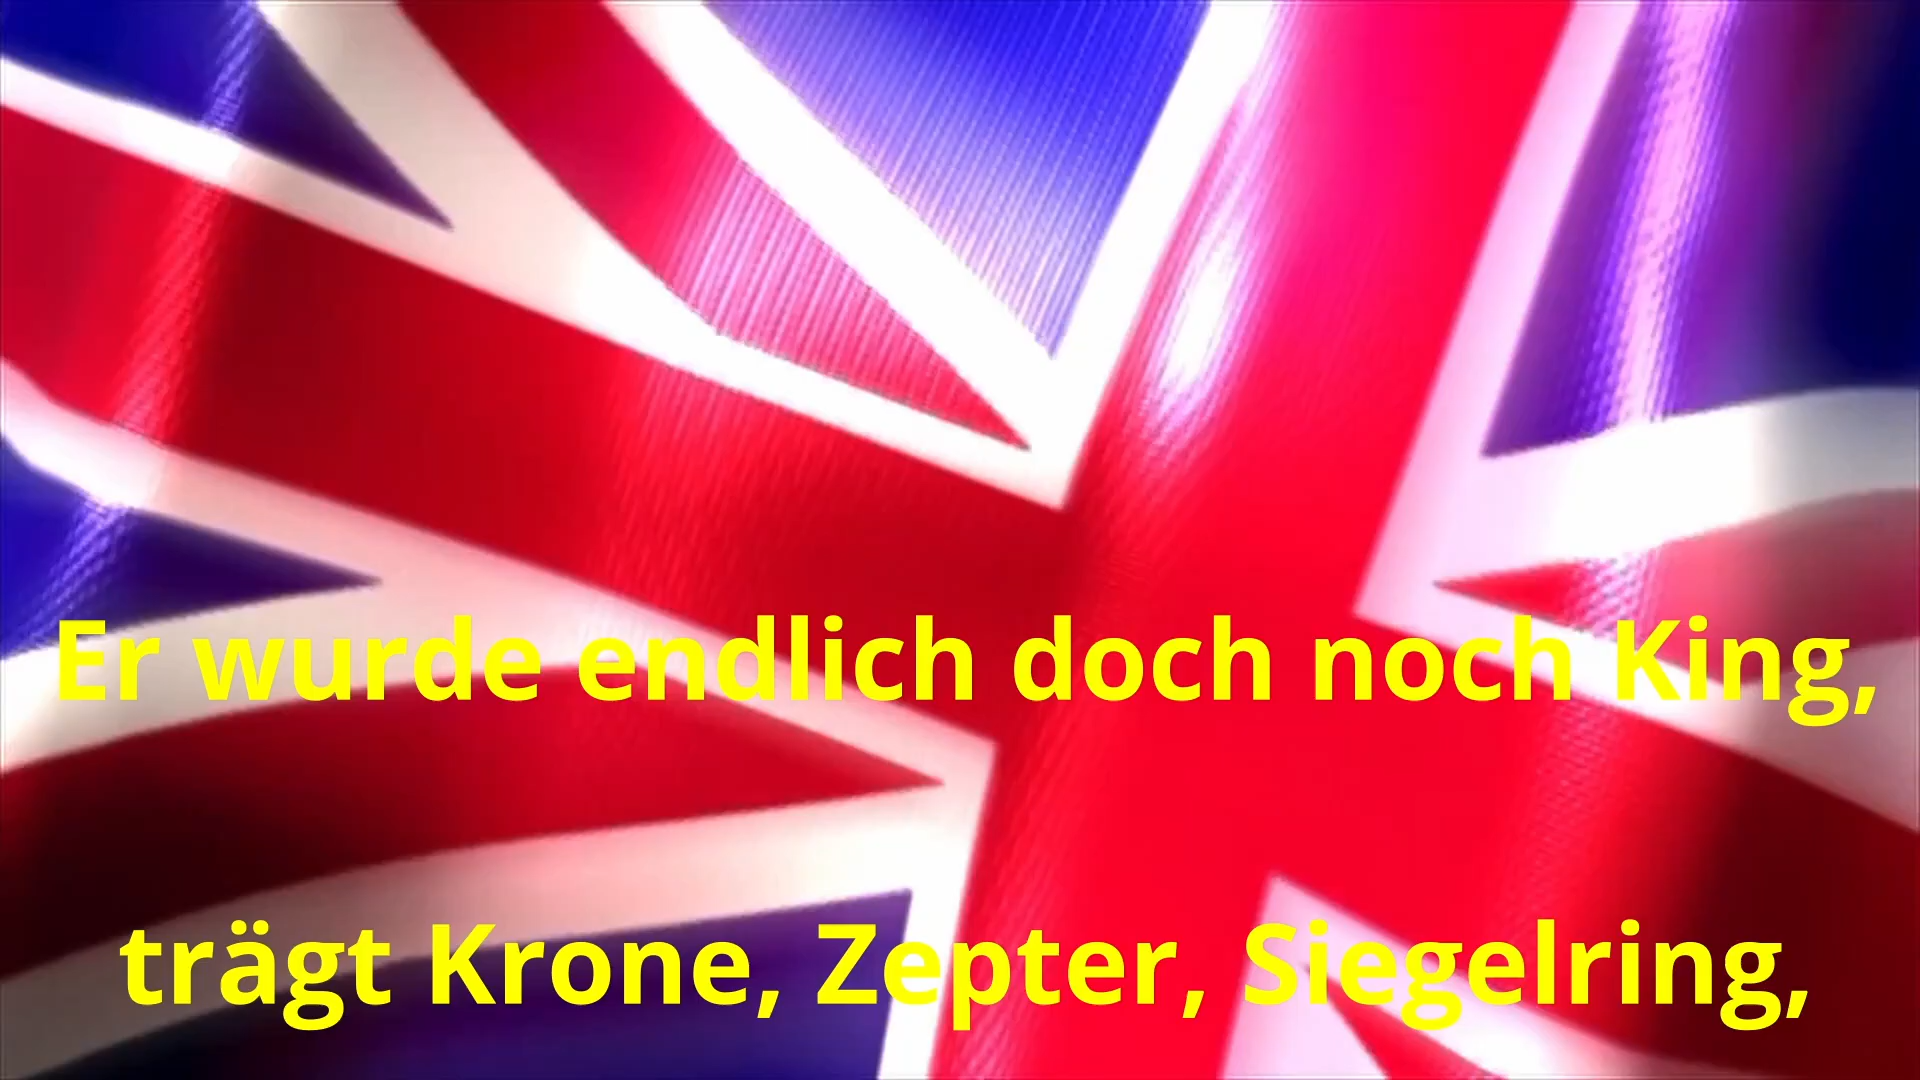 Er wurde endlich doch noch King,
trägt Krone, Zepter, Siegelring,